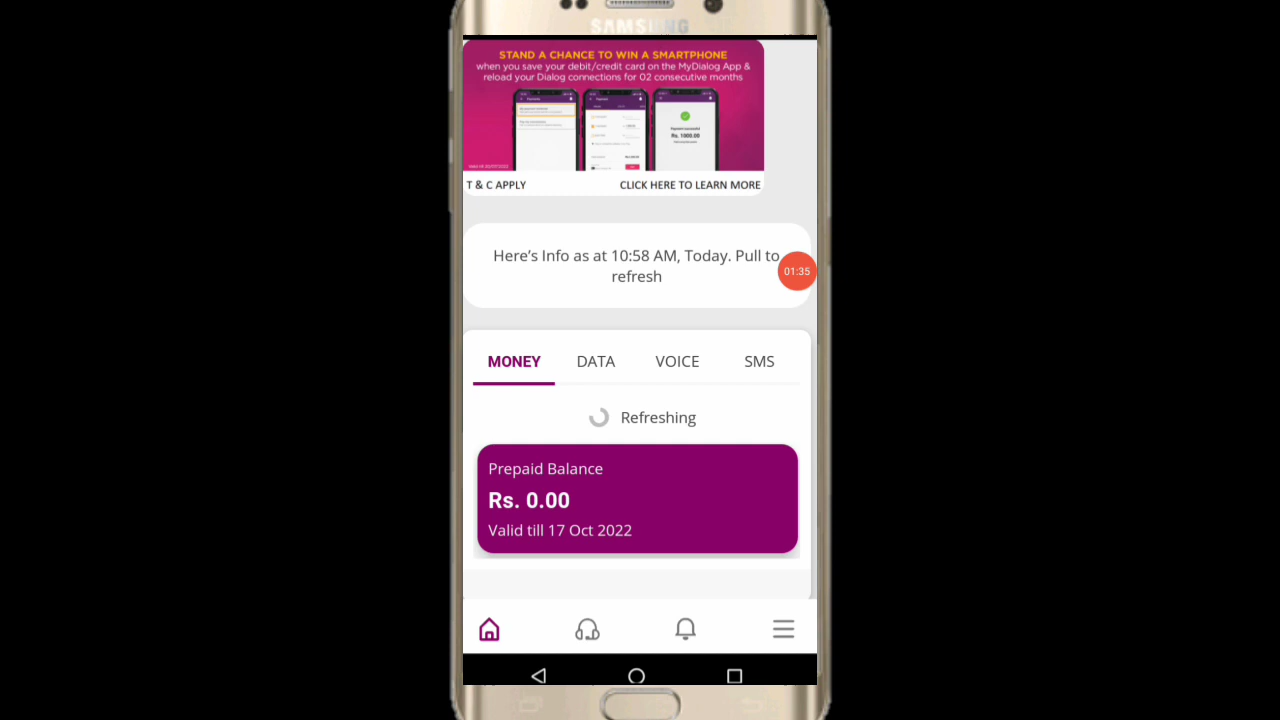 SAMSUNG
STAND A CHANCE TO WIN A SMARTPHONE
when you save your debit/credit card on the MyDialog App &
reload your Dialog connections for 02 consecutive months
Rs. 1000.00
T & C APPLY
CLICK HERE TO LEARN MORE
Here's Info as at 10:58 AM, Today. Pull to
refresh
01:35
MONEY
DATA
VOICE
SMS
Refreshing
Prepaid Balance
Rs. 0.00
Valid till 17 Oct 2022